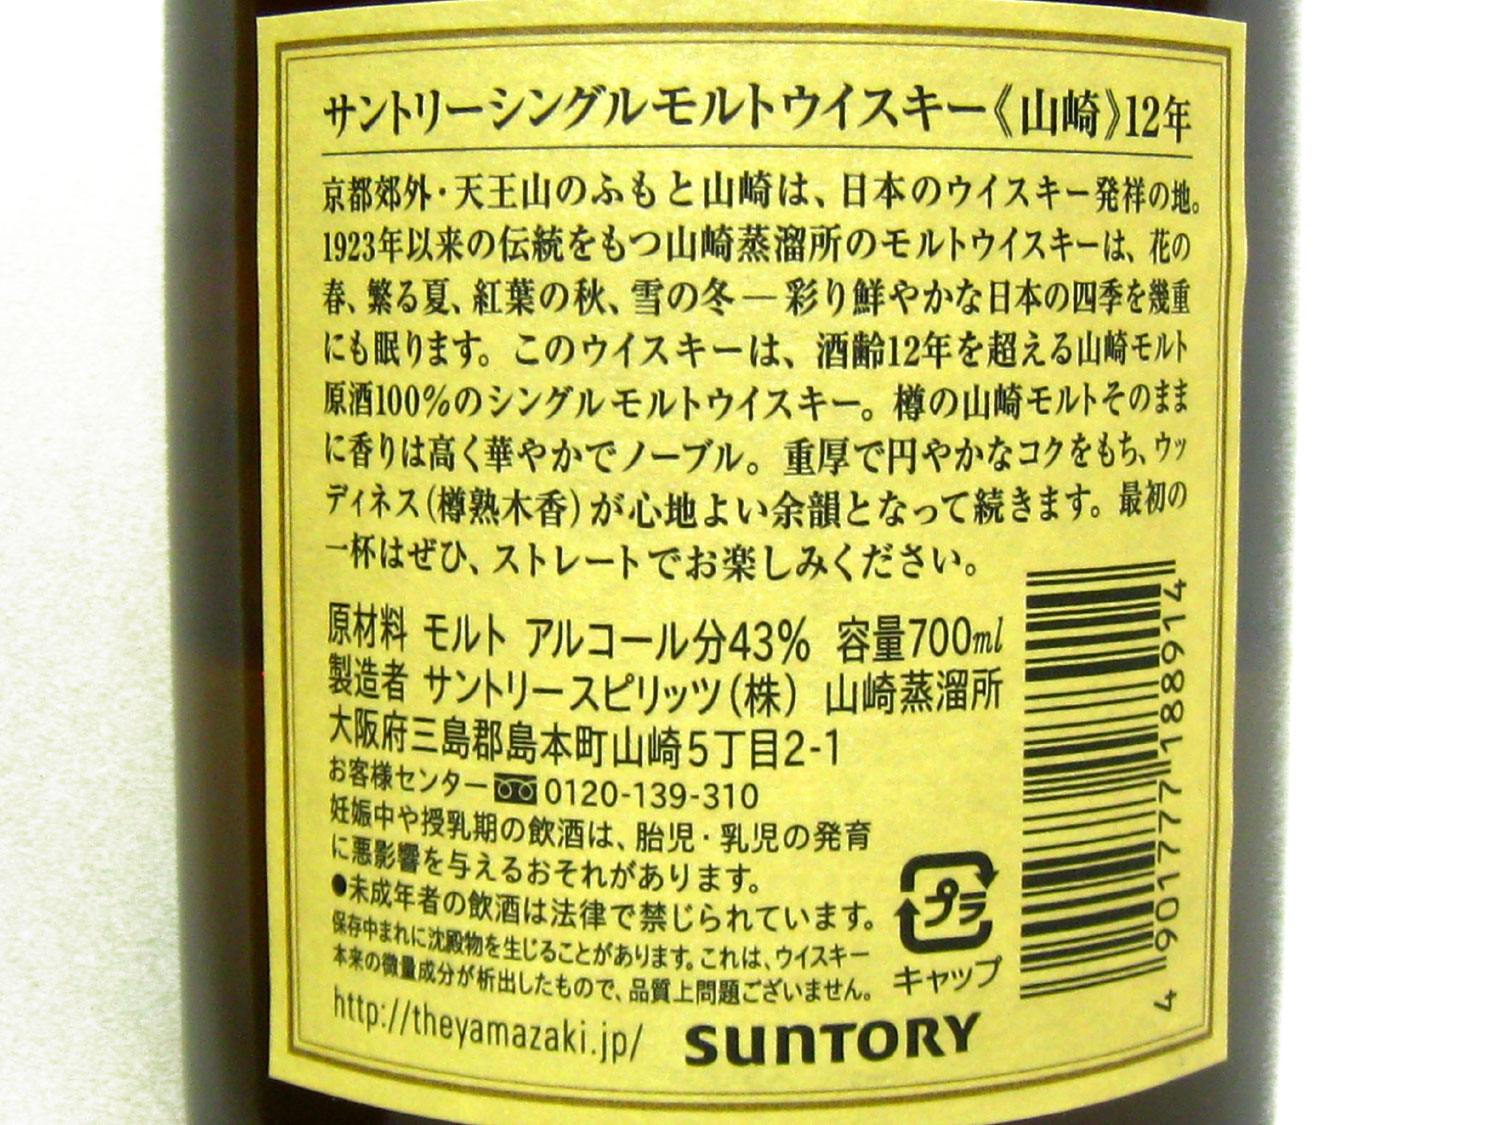 サントリーシングルモルトウイスキー《山崎》12年
京都郊外・天王山のふもと山崎は、日本のウイスキー発祥の地。
1923年以来の伝統をもつ山崎蒸溜所のモルトウイスキーは、花の
春、繁る夏、紅葉の秋、雪の冬―彩り鮮やかな日本の四季を幾重
にも眠ります。このウイスキーは、酒齢12年を超える山崎モルト
原酒100%のシングルモルトウイスキー。樽の山崎モルトそのまま
に香りは高く華やかでノーブル。重厚で円やかなコクをもち、ウッ
ディネス(樽熟木香)が心地よい余韻となって続きます。最初の
一杯はぜひ、ストレートでお楽しみください。
原材料 モルト アルコール分43% 容量700ml
製造者 サントリースピリッツ(株) 山崎蒸溜所
大阪府三島郡島本町山崎5丁目2-1
お客様センター 0120-139-310
妊娠中や授乳期の飲酒は、胎児・乳児の発育
に悪影響を与えるおそれがあります。
●未成年者の飲酒は法律で禁じられています。
保存中まれに沈殿物を生じることがあります。これは、ウイスキー
本来の微量成分が析出したもので、品質上問題ございません。
http://theyamazaki.jp/
SUNTORY
プラ
キャップ
4 901777 188914